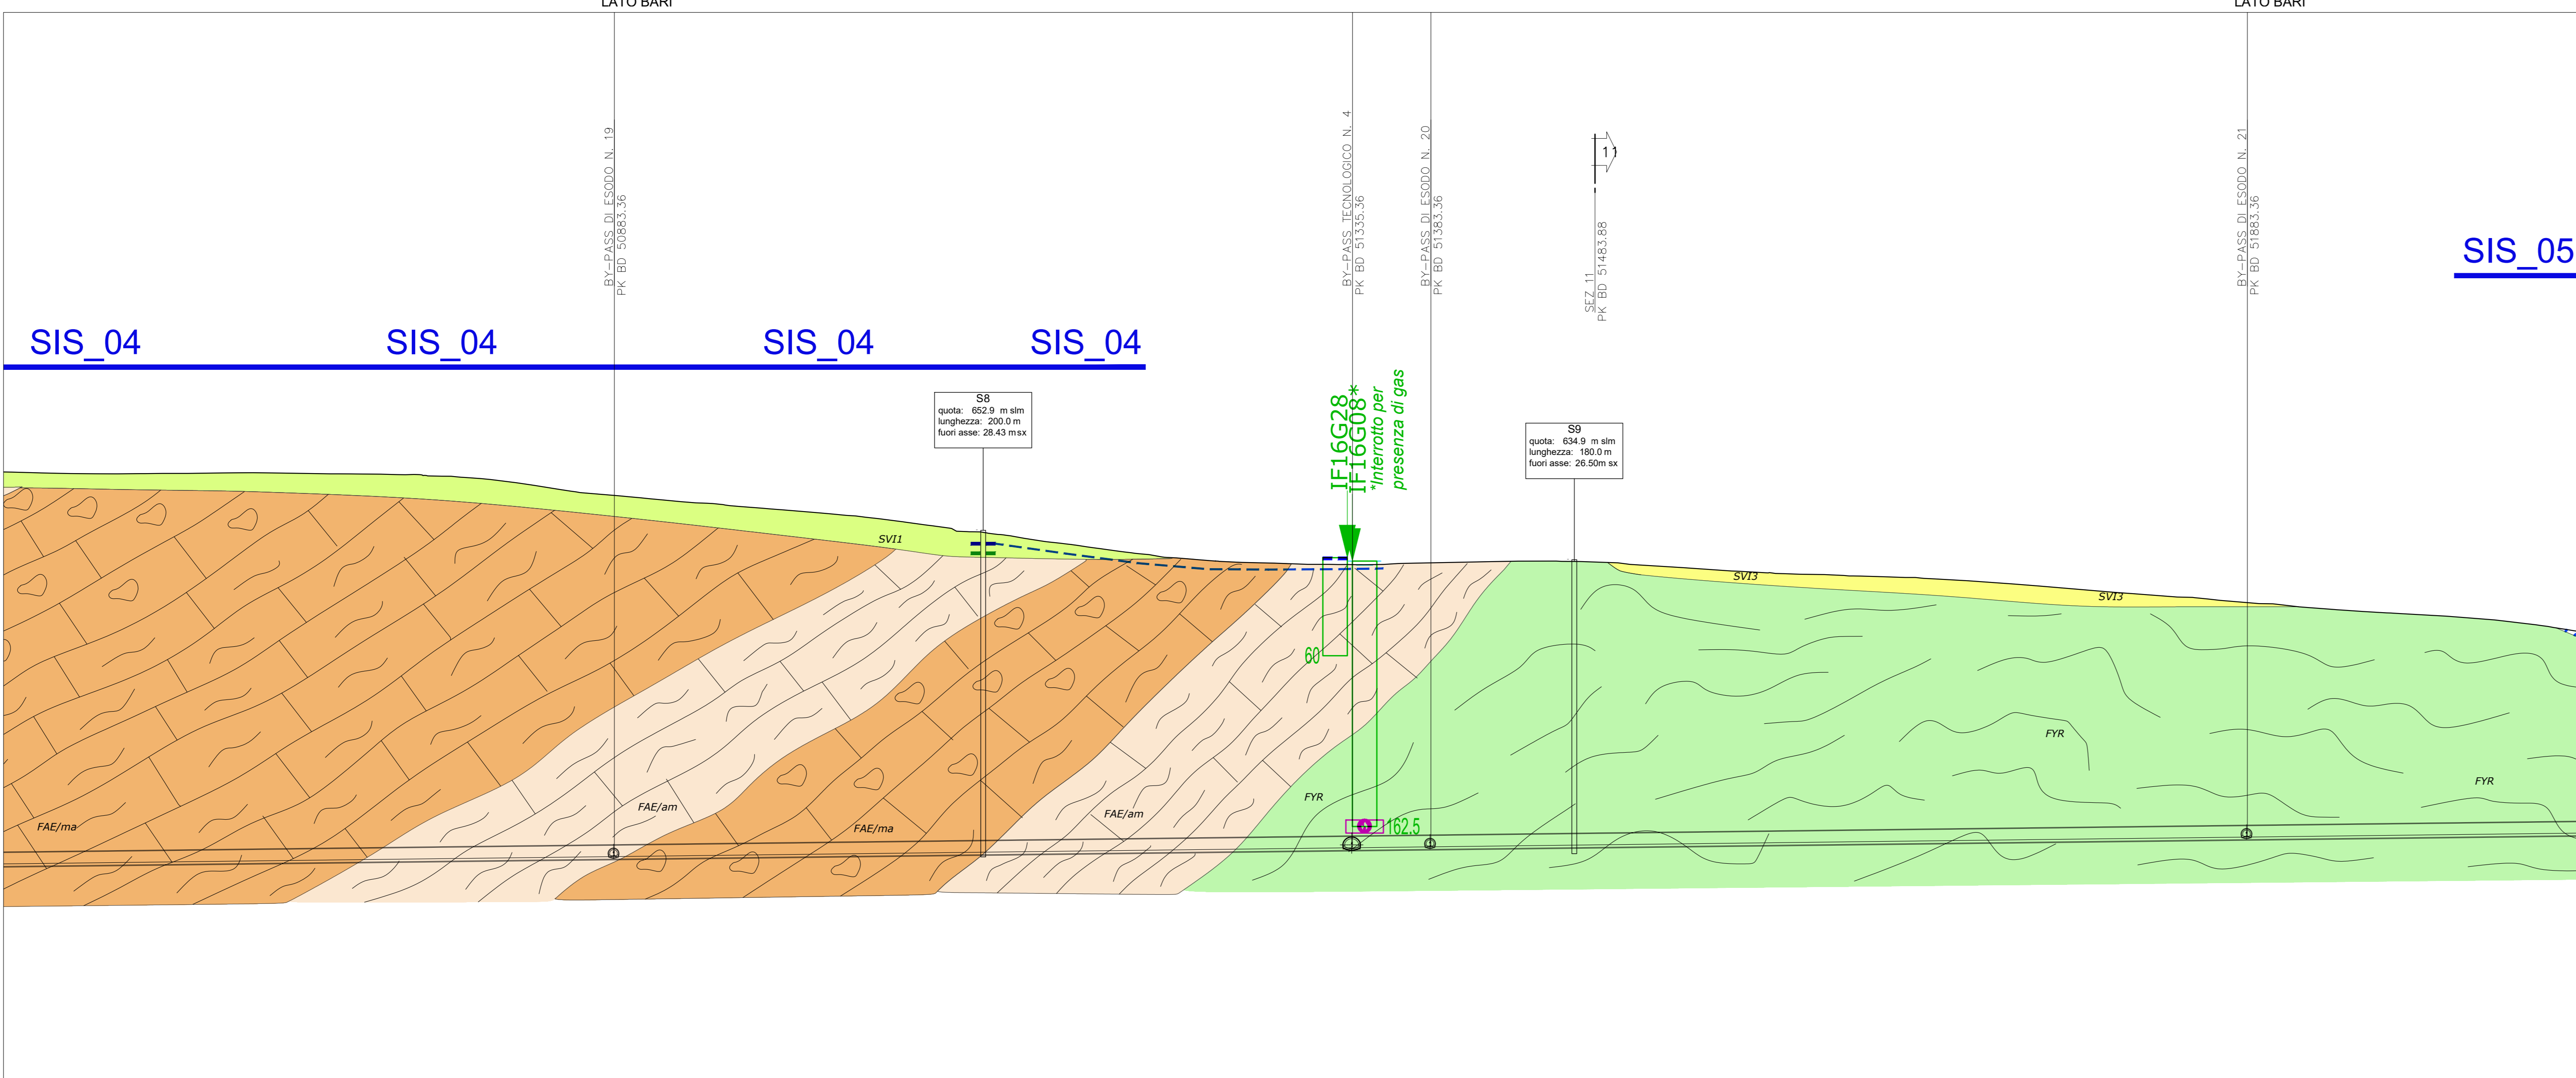 LATO BARI
LATO BARI
BY-PASS DI ESODO N. 19
PK BD 50883.36
BY-PASS TECNOLOGICO N. 4
PK BD 51335.36
BY-PASS DI ESODO N. 20
PK BD 51383.36
11
SEZ 11
PK BD 51483.88
BY-PASS DI ESODO N. 21
PK BD 51883.36
SIS_05
SIS_04 SIS_04 SIS_04 SIS_04
S8
quota: 652.9 m slm
lunghezza: 200.0 m
fuori asse: 28.43 m sx
IF16G28
IF16G08*
*Interrotto per
presenza di gas
S9
quota: 634.9 m slm
lunghezza: 180.0 m
fuori asse: 26.50m sx
SVI1
SVI3
SVI3
60
FYR
FYR
FYR
FAE/am
FAE/am
FAE/ma
FAE/ma
162.5